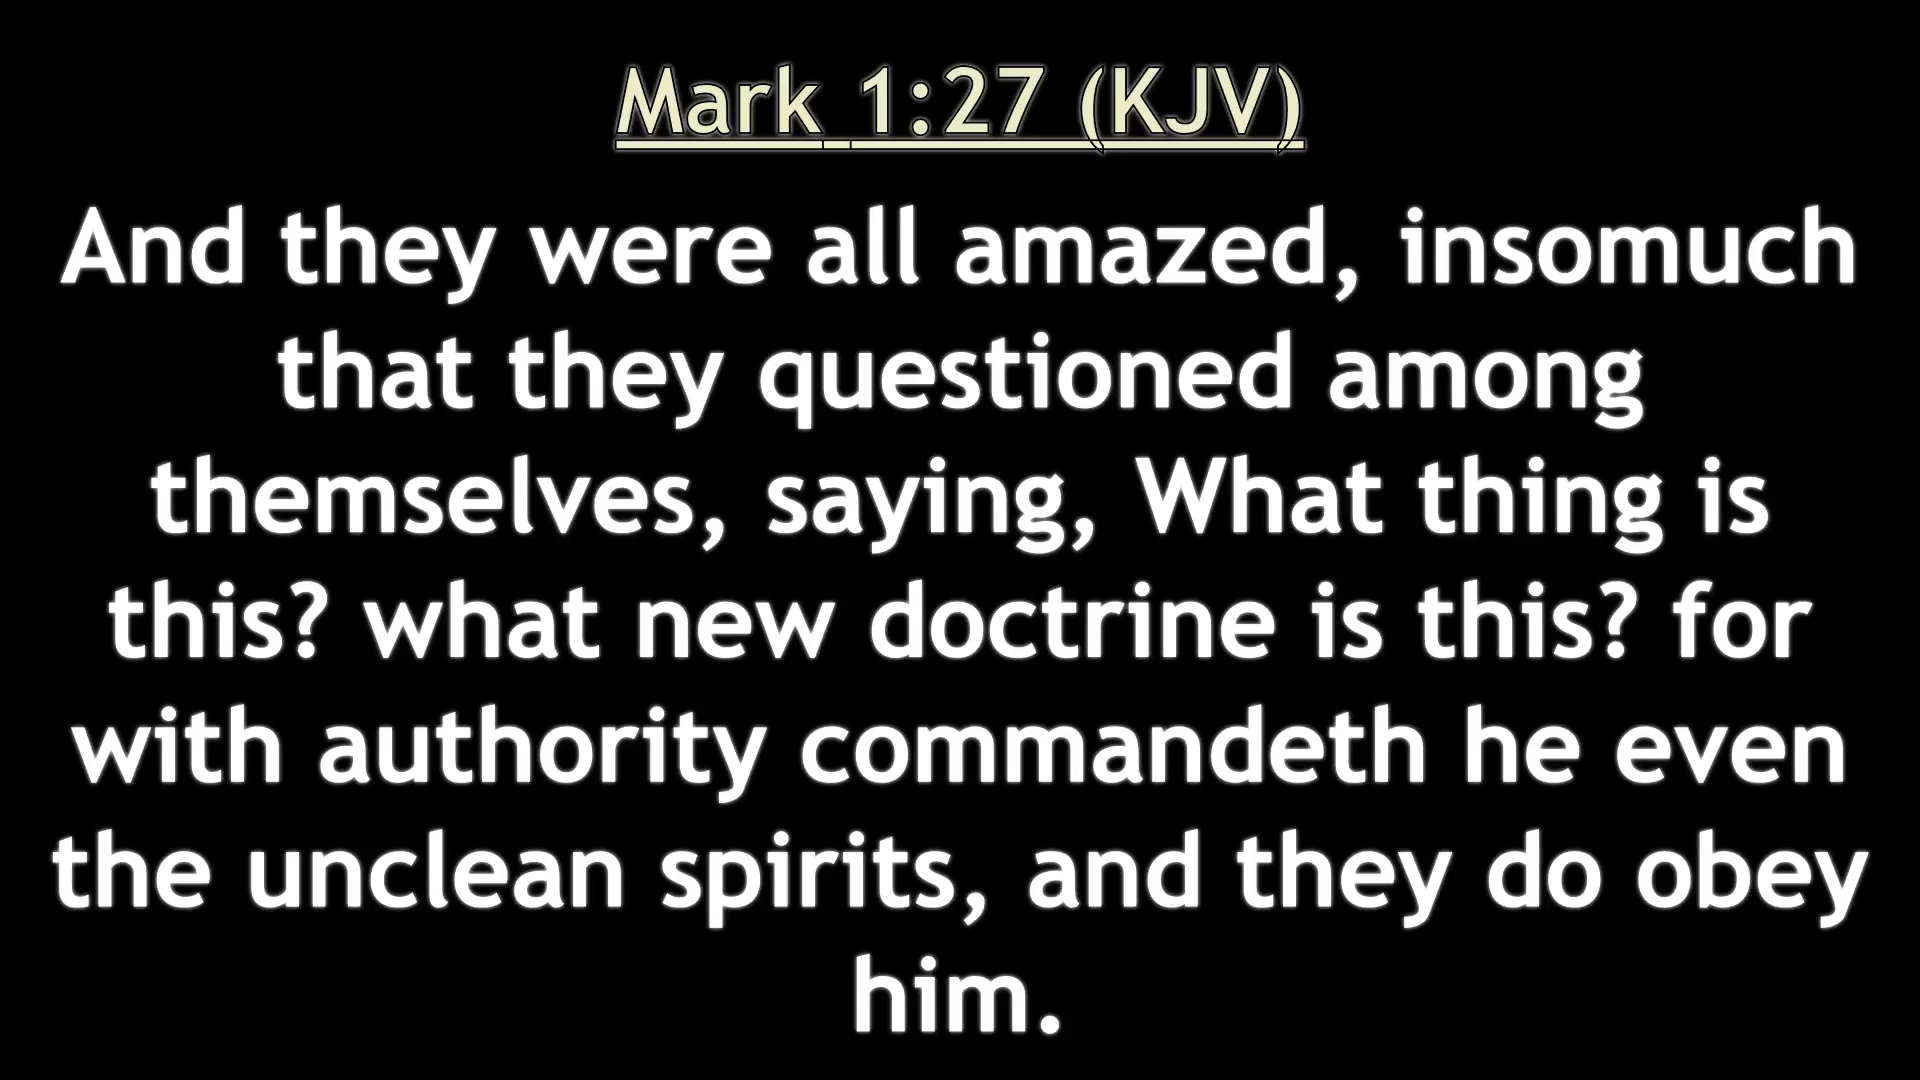 Mark 1:27 (KJV)
And they were all amazed, insomuch
that they questioned among
themselves, saying, What thing is
this? what new doctrine is this? for
with authority commandeth he even
the unclean spirits, and they do obey
him.